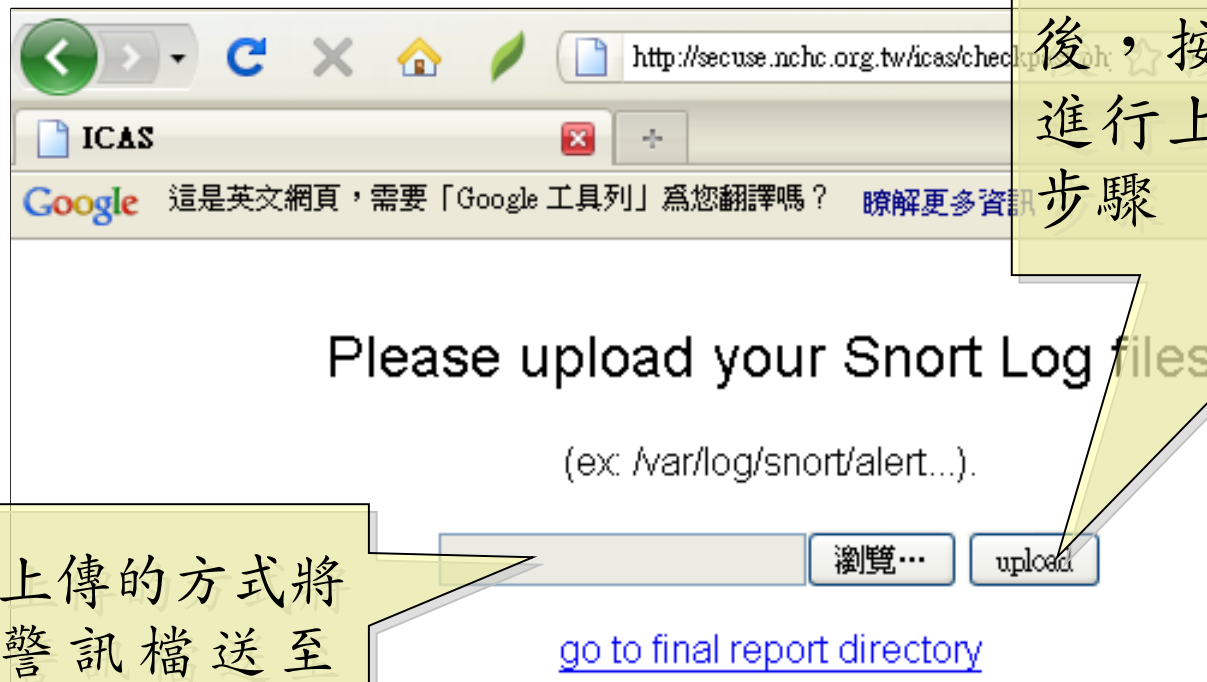 http://secuse.nchc.org.tw/icas/checkp
後，按
進行上
步驟
ICAS
Google 這是英文網頁，需要「Google 工具列」為您翻譯嗎？ 瞭解更多資訊
Please upload your Snort Log files
(ex: /var/log/snort/alert...).
瀏覽… upload
上傳的方式將
警訊檔送至
go to final report directory